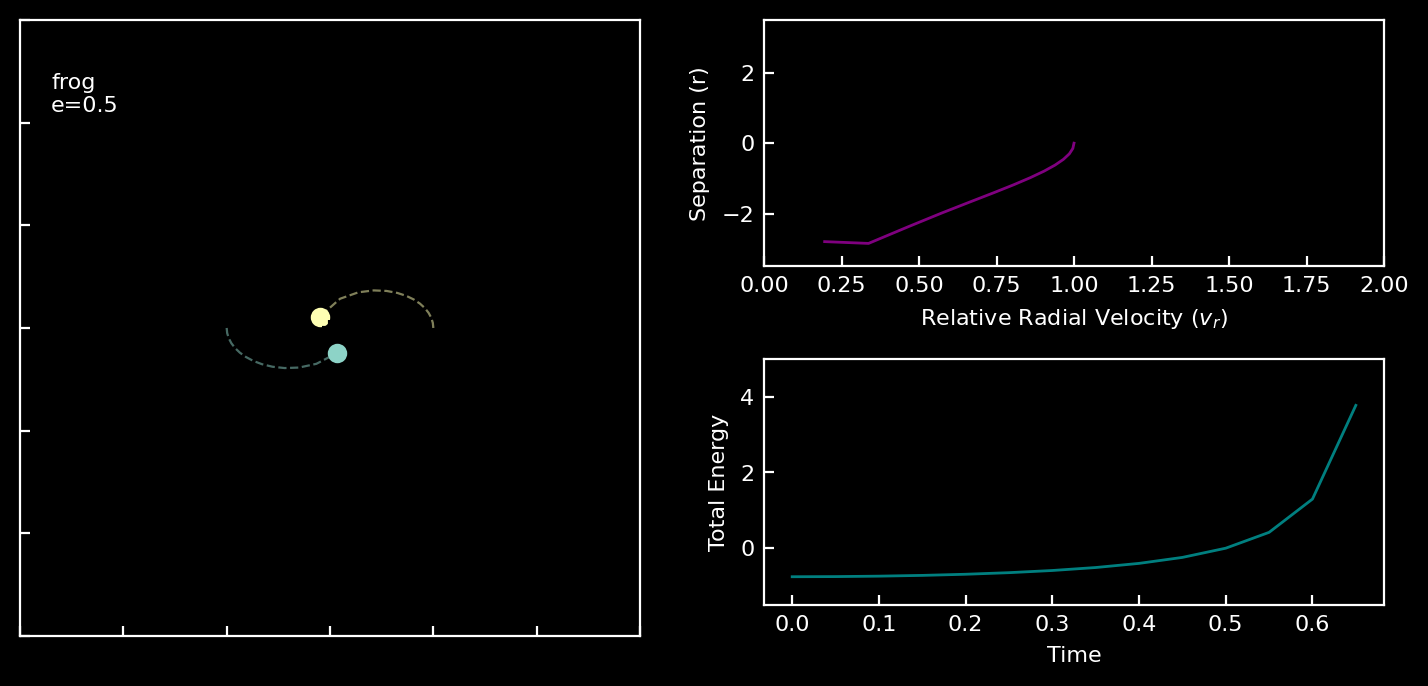 frog
e=0.5
Separation (r)
2
0
−2
0.00 0.25 0.50 0.75 1.00 1.25 1.50 1.75 2.00
Relative Radial Velocity (vᵣ)
Total Energy
4
2
0
0.0 0.1 0.2 0.3 0.4 0.5 0.6
Time